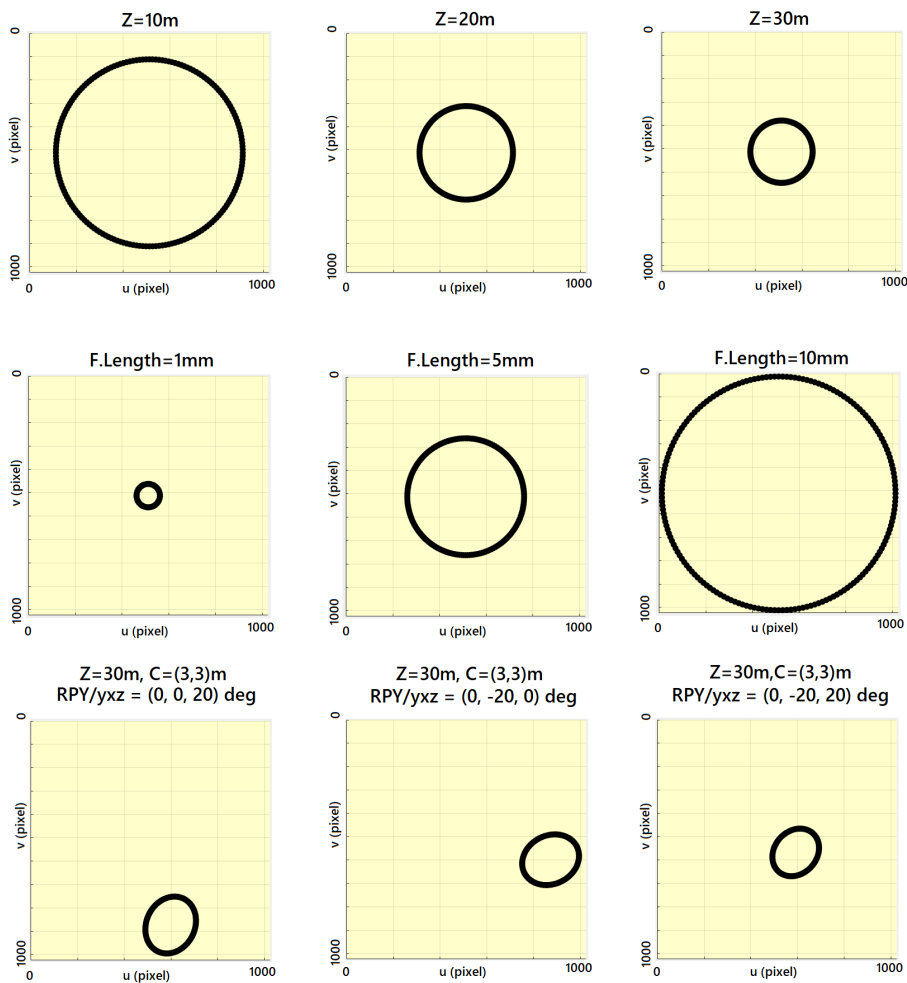 Z=10m
Z=20m
Z=30m
0
v (pixel)
1000
0
u (pixel)
1000
0
v (pixel)
1000
0
u (pixel)
1000
0
v (pixel)
1000
0
u (pixel)
1000
F.Length=1mm
F.Length=5mm
F.Length=10mm
0
v (pixel)
1000
0
u (pixel)
1000
0
v (pixel)
1000
0
u (pixel)
1000
0
v (pixel)
1000
0
u (pixel)
1000
Z=30m, C=(3,3)m
RPY/yxz = (0, 0, 20) deg
Z=30m, C=(3,3)m
RPY/yxz = (0, -20, 0) deg
Z=30m,C=(3,3)m
RPY/yxz = (0, -20, 20) deg
0
v (pixel)
1000
0
u (pixel)
1000
0
v (pixel)
1000
0
u (pixel)
1000
0
v (pixel)
1000
0
u (pixel)
1000